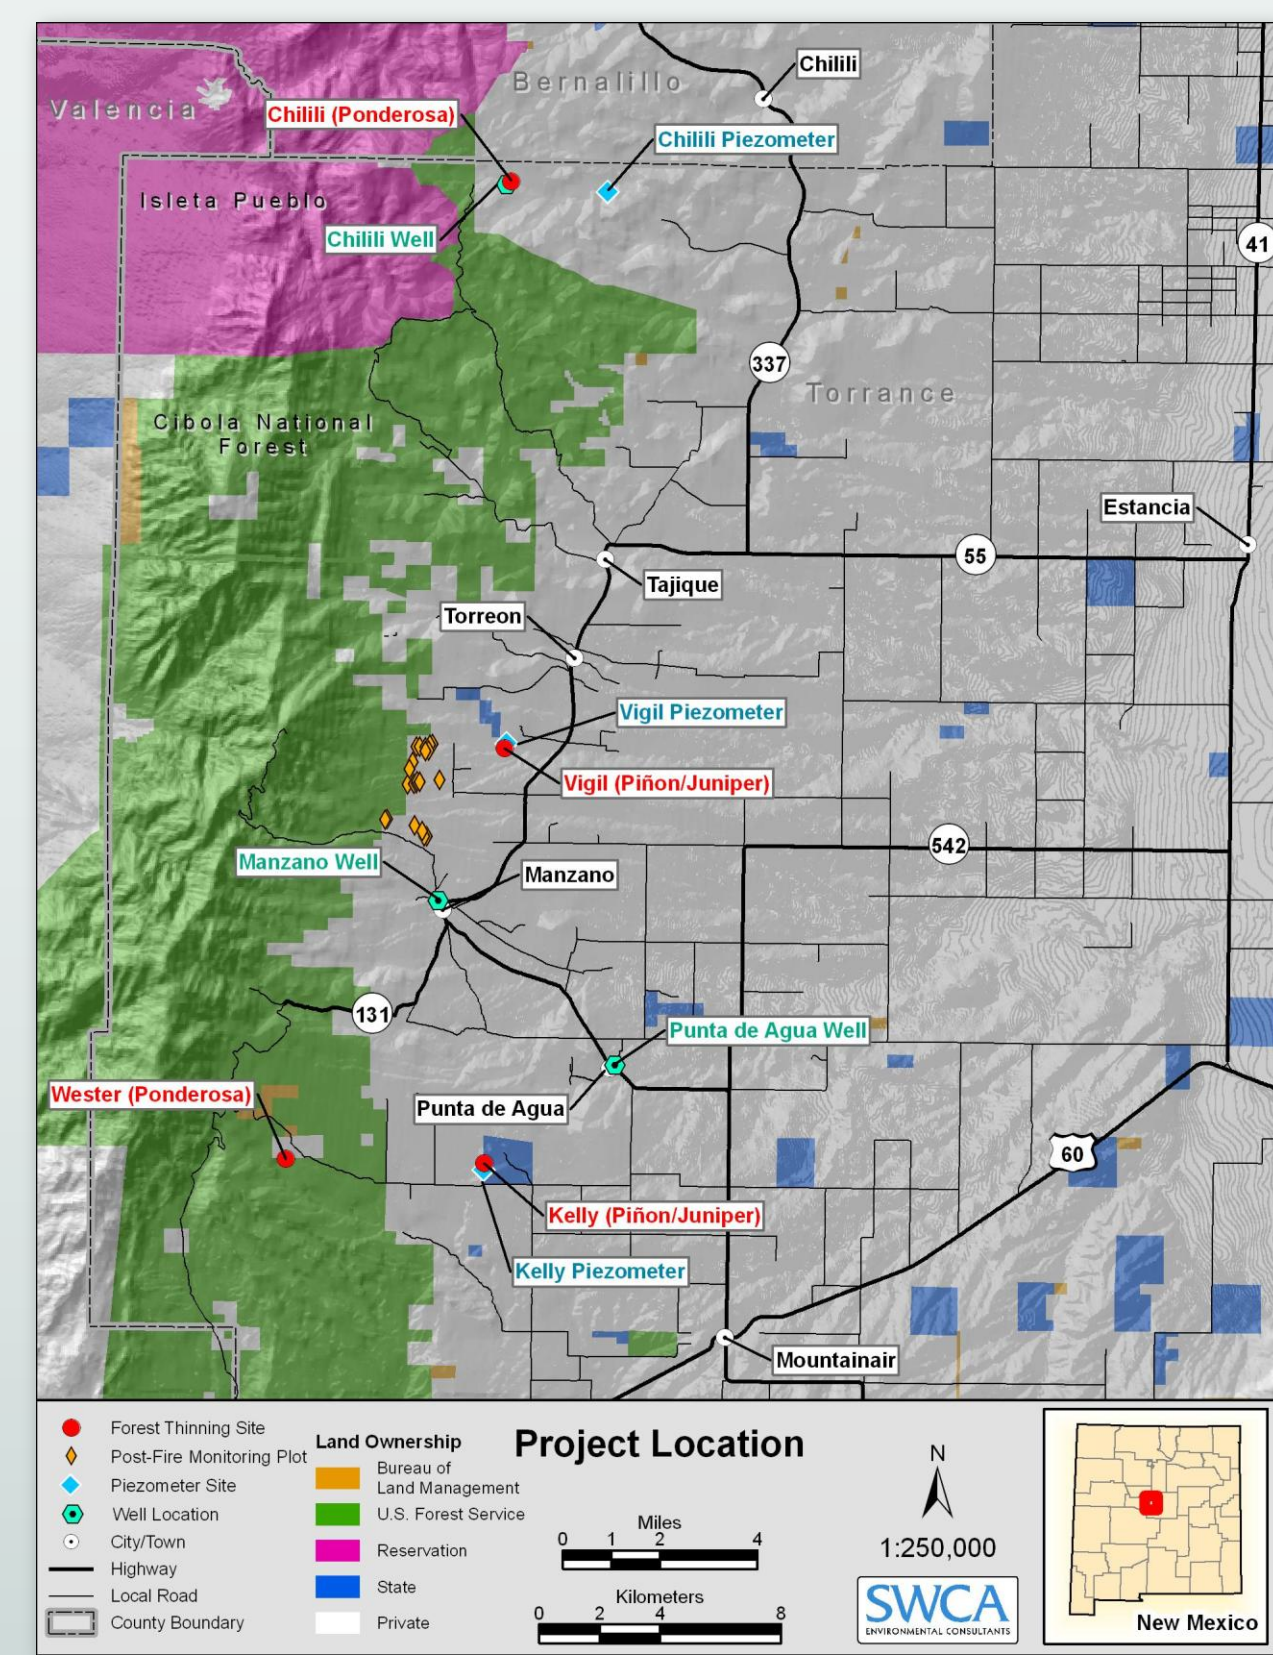 Chilili
Bernalillo
Valencia
Chilili (Ponderosa)
Chilili Piezometer
Isleta Pueblo
Chilili Well
41
337
Torrance
Cibola National
Forest
Estancia
55
Tajique
Torreon
Vigil Piezometer
Vigil (Piñon/Juniper)
542
Manzano Well
Manzano
131
Punta de Agua Well
Wester (Ponderosa)
Punta de Agua
60
Kelly (Piñon/Juniper)
Kelly Piezometer
Mountainair
Forest Thinning Site
Post-Fire Monitoring Plot
Piezometer Site
Well Location
City/Town
Highway
Local Road
County Boundary
Land Ownership
Bureau of
Land Management
U.S. Forest Service
Reservation
State
Private
Project Location
Miles
0 1 2 4
Kilometers
0 2 4 8
N
1:250,000
SWCA
ENVIRONMENTAL CONSULTANTS
New Mexico